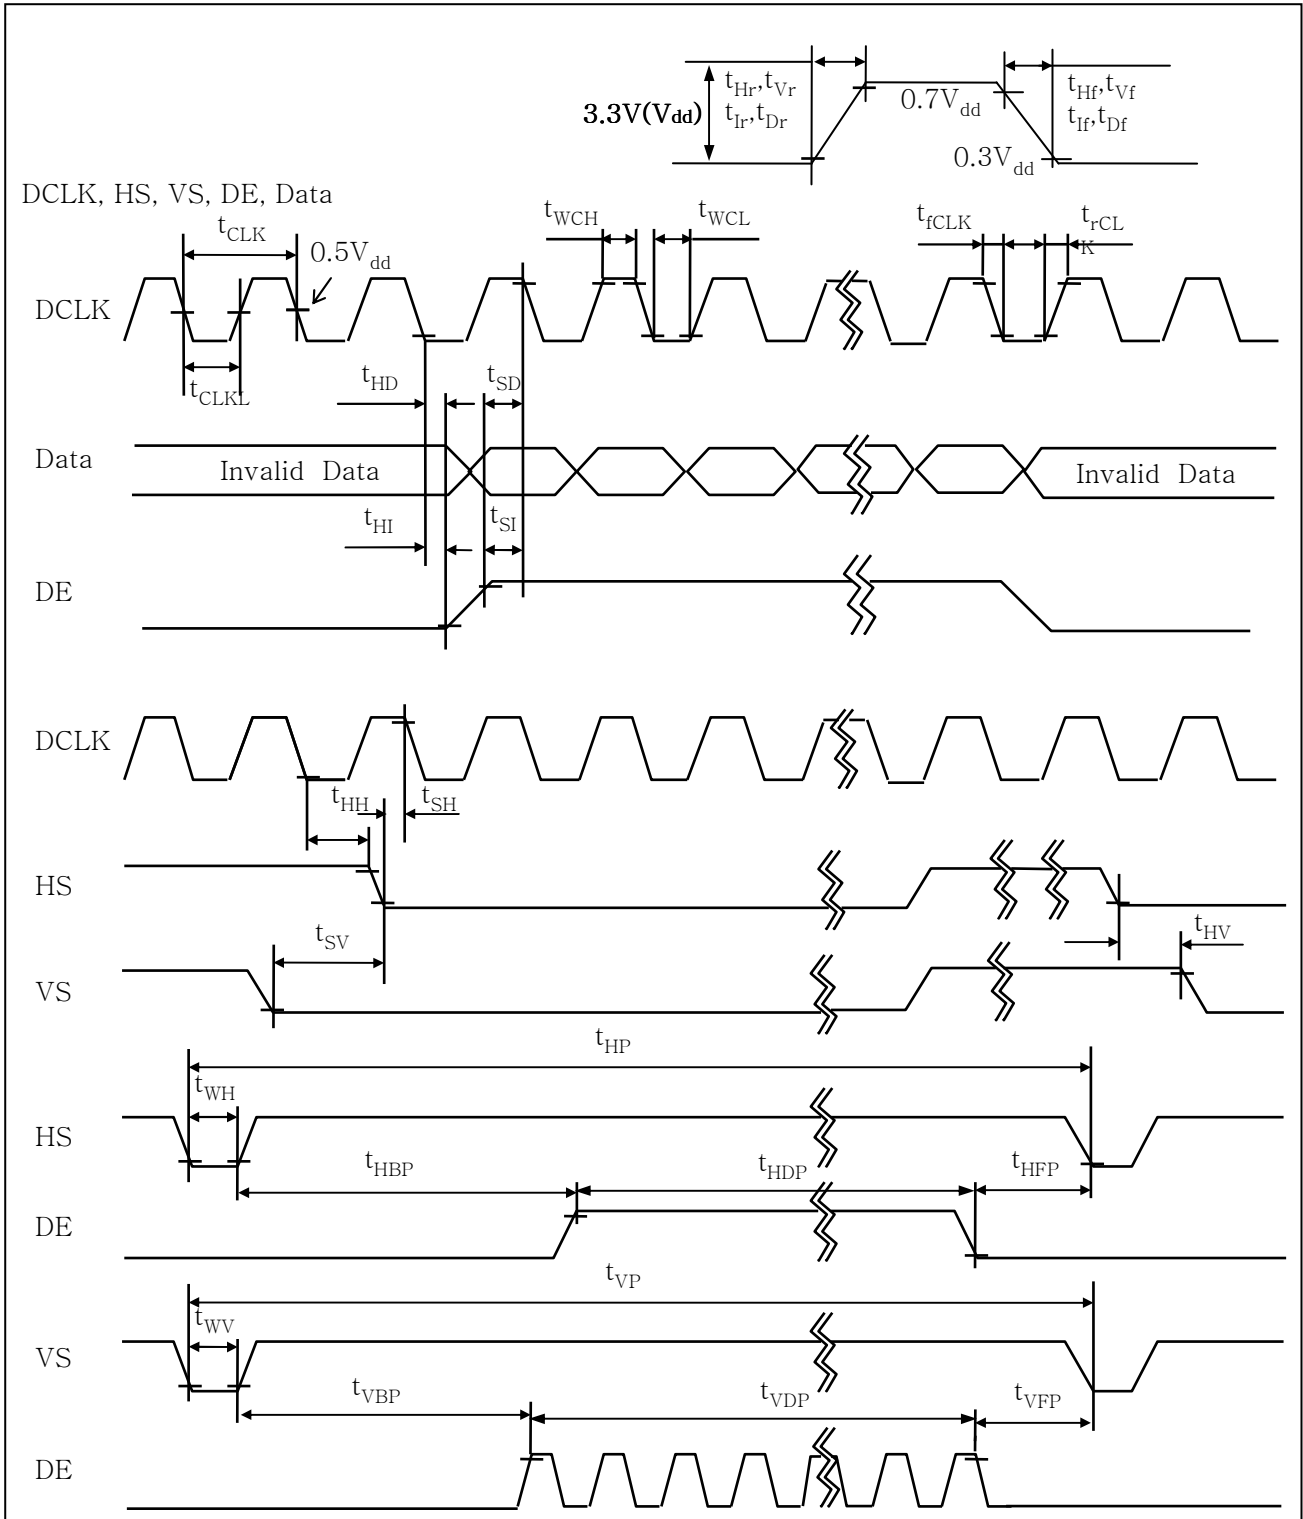 tHr,tVr
tIr,tDr
3.3V(Vdd)
0.7Vdd
tHf,tVf
tIf,tDf
0.3Vdd
DCLK, HS, VS, DE, Data
tCLK
0.5Vdd
tWCH
tWCL
tfCLK
trCL
K
DCLK
tCLKL
tHD
tSD
Data
Invalid Data
Invalid Data
tHI
tSI
DE
DCLK
tHH
tSH
HS
tSV
tHV
VS
tHP
tWH
HS
tHBP
tHDP
tHFP
DE
tVP
tWV
VS
tVBP
tVDP
tVFP
DE